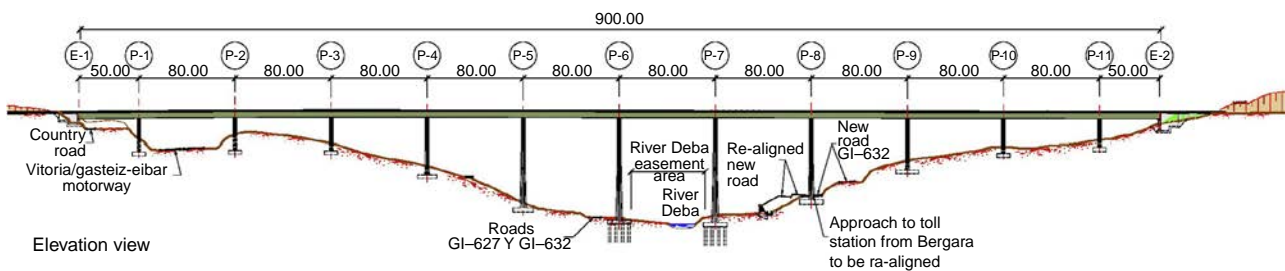 900.00
E-1 P-1 P-2 P-3 P-4 P-5 P-6 P-7 P-8 P-9 P-10 P-11 E-2
50.00 80.00 80.00 80.00 80.00 80.00 80.00 80.00 80.00 80.00 80.00 50.00
Country
road
Vitoria/gasteiz-eibar
motorway
Roads
GI–627 Y GI–632
River Deba
easement
area
River
Deba
Re-aligned
new
road
New
road
GI–632
Approach to toll
station from Bergara
to be ra-aligned
Elevation view